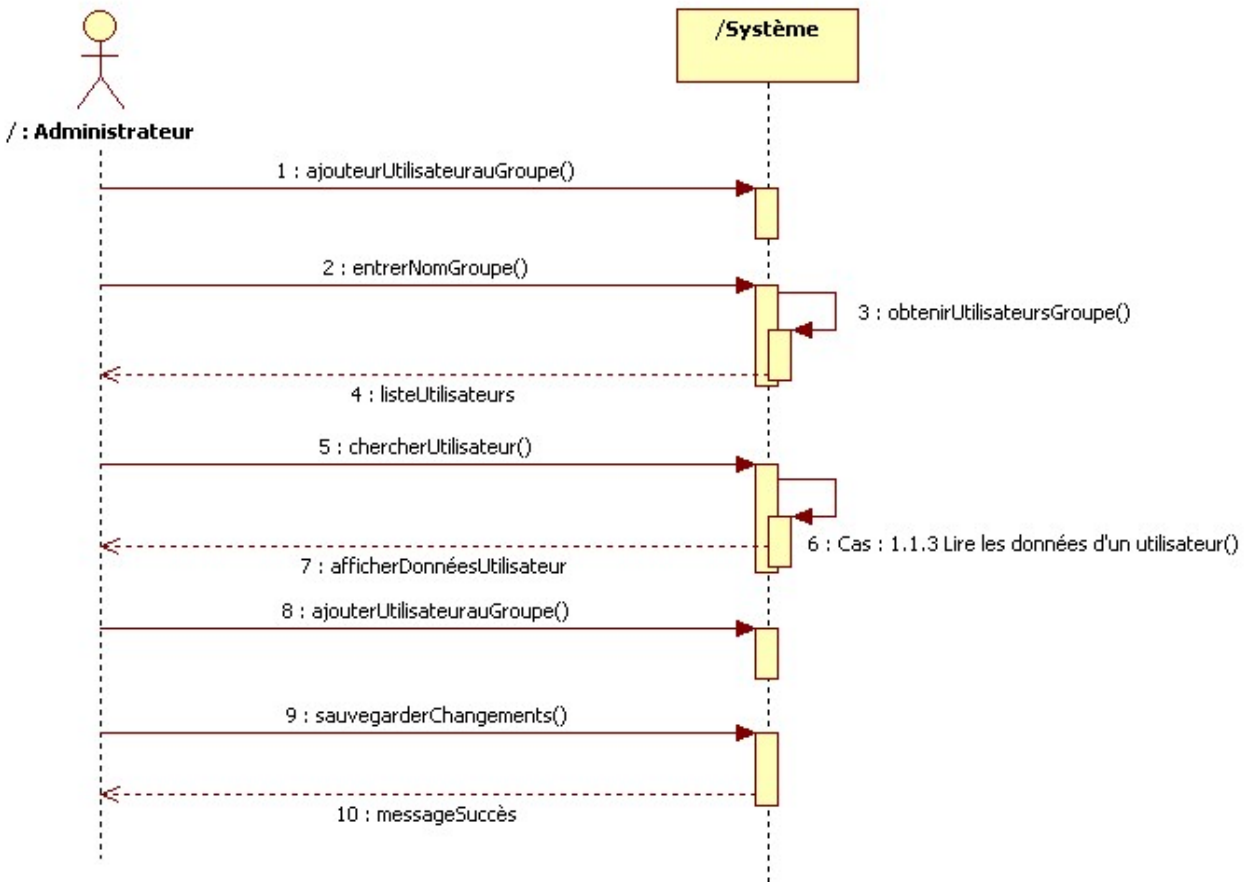 /Système
/ : Administrateur
1 : ajouteurUtilisateurauGroupe()
2 : entrerNomGroupe()
3 : obtenirUtilisateursGroupe()
4 : listeUtilisateurs
5 : chercherUtilisateur()
6 : Cas : 1.1.3 Lire les données d'un utilisateur()
7 : afficherDonnéesUtilisateur
8 : ajouterUtilisateurauGroupe()
9 : sauvegarderChangements()
10 : messageSuccès